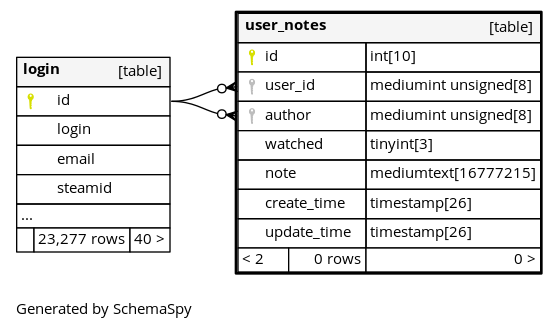 login [table]
id
login
email
steamid
...
23,277 rows 40 >
user_notes [table]
id int[10]
user_id mediumint unsigned[8]
author mediumint unsigned[8]
watched tinyint[3]
note mediumtext[16777215]
create_time timestamp[26]
update_time timestamp[26]
< 2 0 rows 0 >
Generated by SchemaSpy